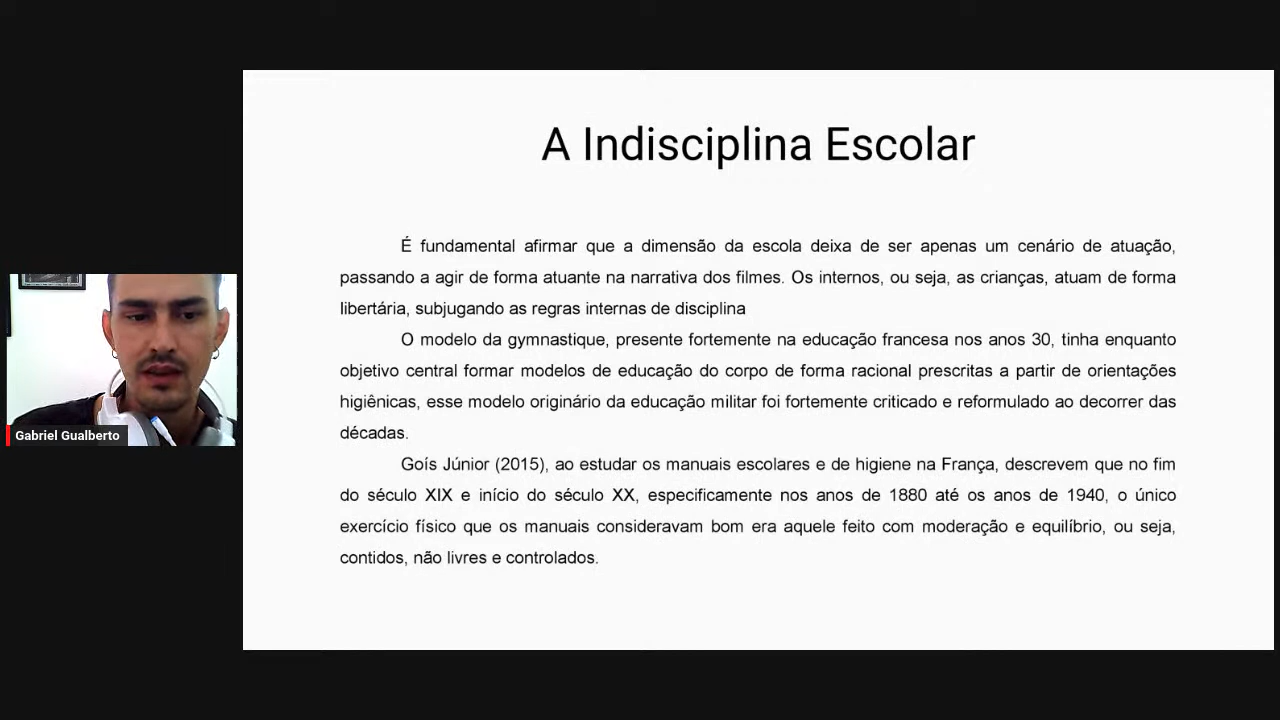 A Indisciplina Escolar
É fundamental afirmar que a dimensão da escola deixa de ser apenas um cenário de atuação,
passando a agir de forma atuante na narrativa dos filmes. Os internos, ou seja, as crianças, atuam de forma
libertária, subjugando as regras internas de disciplina
O modelo da gymnastique, presente fortemente na educação francesa nos anos 30, tinha enquanto
objetivo central formar modelos de educação do corpo de forma racional prescritas a partir de orientações
higiênicas, esse modelo originário da educação militar foi fortemente criticado e reformulado ao decorrer das
décadas.
Goís Júnior (2015), ao estudar os manuais escolares e de higiene na França, descrevem que no fim
do século XIX e início do século XX, especificamente nos anos de 1880 até os anos de 1940, o único
exercício físico que os manuais consideravam bom era aquele feito com moderação e equilíbrio, ou seja,
contidos, não livres e controlados.
Gabriel Gualberto